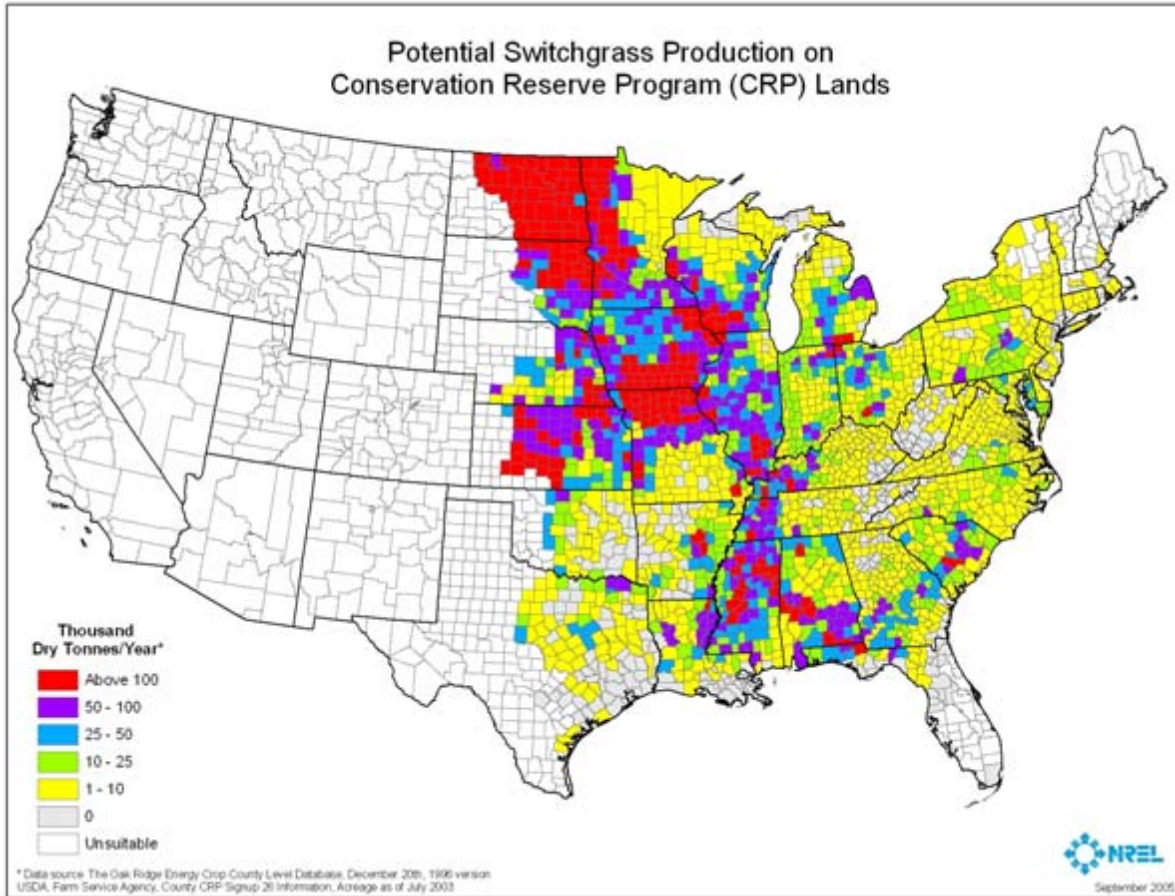 Potential Switchgrass Production on
Conservation Reserve Program (CRP) Lands
Thousand
Dry Tonnes/Year*
Above 100
50 - 100
25 - 50
10 - 25
1 - 10
0
Unsuitable
* Data source: The Oak Ridge Energy Crop County Level Database, December 20th, 1996 version
USDA, Farm Service Agency, County CRP Signup 26 Information, Acreage as of July 2003
NREL
September 2005